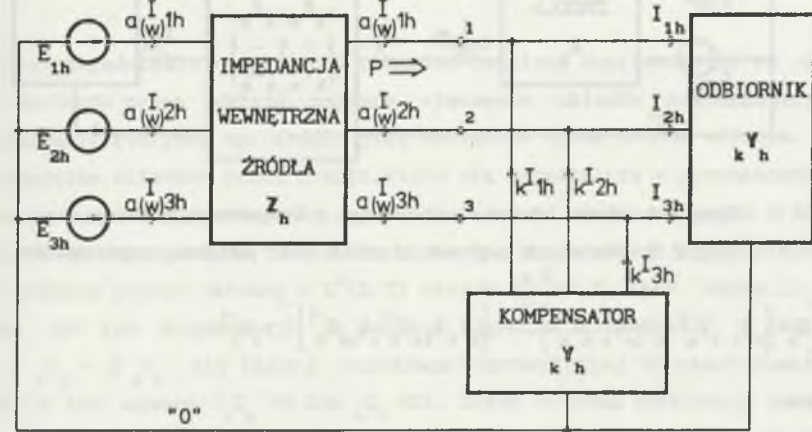 E1h a(w)I1h
E2h a(w)I2h
E3h a(w)I3h
IMPEDANCJA
WEWNĘTRZNA
ŹRÓDŁA
Zh
a(w)I1h
P ⇒
a(w)I2h
a(w)I3h
1
2
3
kI1h
kI2h
kI3h
I1h
I2h
I3h
ODBIORNIK
kYh
KOMPENSATOR
kYh
"0"